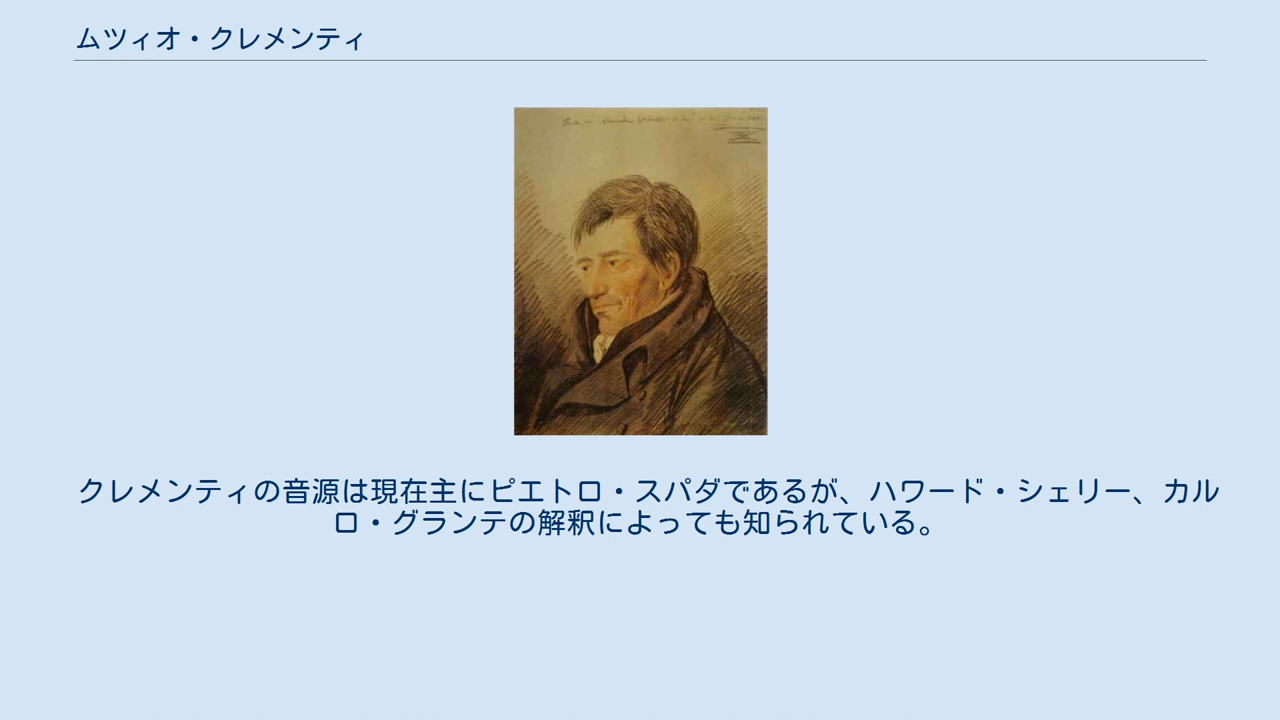 ムツィオ・クレメンティ
クレメンティの音源は現在主にピエトロ・スパダであるが、ハワード・シェリー、カル
ロ・グランテの解釈によっても知られている。